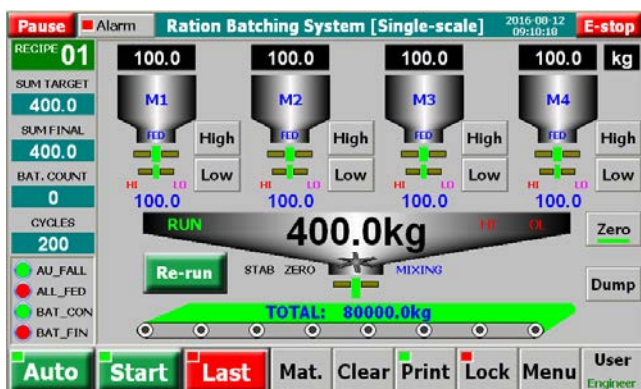 Pause
Alarm
Ration Batching System [Single-scale]
2016-08-12
09:10:10
E-stop
RECIPE 01
100.0 100.0 100.0 100.0 kg
SUM TARGET
400.0
M1 M2 M3 M4
SUM FINAL
400.0
FED High FED High FED High FED High
BAT. COUNT
0
Low Low Low Low
HI LO HI LO HI LO HI LO
100.0 100.0 100.0 100.0
CYCLES
200
RUN 400.0kg HI OL
Zero
AU_FALL
ALL_FED
BAT_CON
BAT_FIN
Re-run STAB ZERO MIXING
Dump
TOTAL: 80000.0kg
Auto Start Last Mat. Clear Print Lock Menu User
Engineer